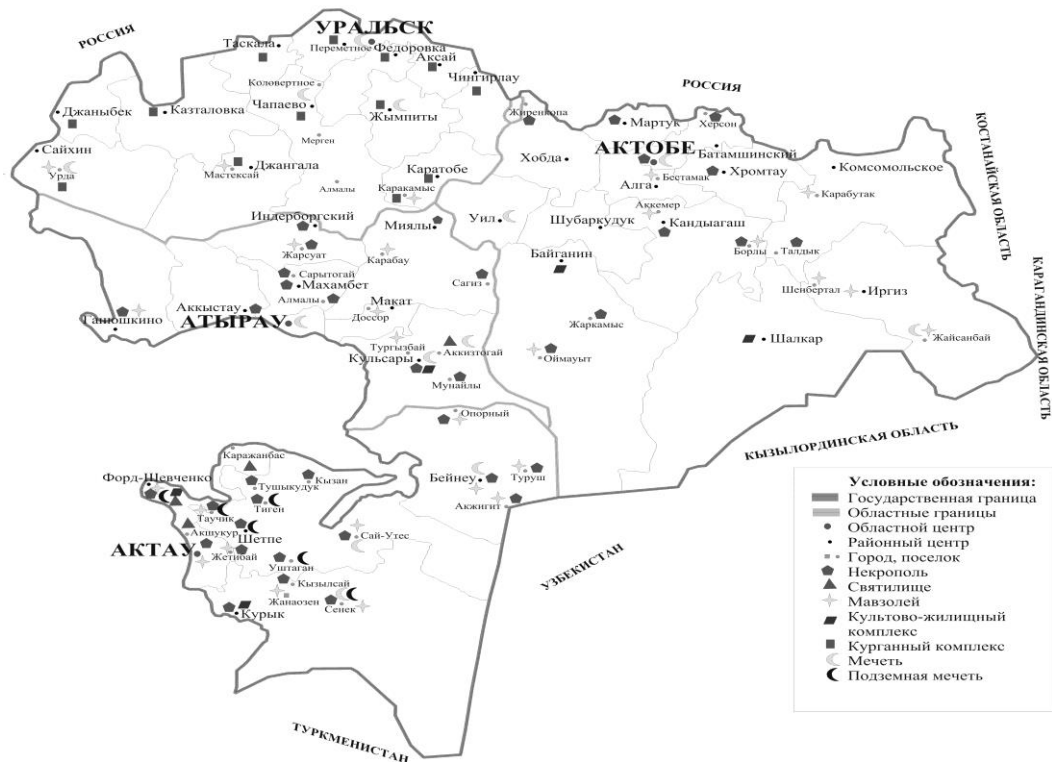 УРАЛЬСК
РОССИЯ
Таскала
Переметное
Федоровка
Аксай
Чингирлау
РОССИЯ
Коловертное
Джаныбек
Казталовка
Чапаево
Жымпиты
Жиренкопа
Мартук
Херсон
КОСТАНАЙСКАЯ ОБЛАСТЬ
Сайхин
Мерген
АКТОБЕ
Батамшинский
Хобда
Комсомольское
Урда
Мастексай
Джангала
Каратобе
Бестамак
Хромтау
Алмалы
Каракамыс
Алга
Карабутак
Индерборгский
Миялы
Уил
Шубаркудук
Аккемер
Кандыагаш
Жарсуат
Карабау
Байганин
Борлы
Талдык
КАРАГАНДИНСКАЯ ОБЛАСТЬ
Сарытогай
Махамбет
Сагиз
Шенбертал
Иргиз
Аккыстау
Алмалы
Макат
Доссор
Ганюшкино
АТЫРАУ
Жаркамыс
Тургызбай
Аккизтогай
Шалкар
Жайсанбай
Кульсары
Оймауыт
Мунайлы
Опорный
КЫЗЫЛОРДИНСКАЯ ОБЛАСТЬ
Каражанбас
Форд-Шевченко
Тушыкудук
Кызан
Бейнеу
Туруш
Тиген
Акжигит
Таучик
Акшукур
Шетпе
Сай-Утес
АКТАУ
Жетибай
Уштаган
УЗБЕКИСТАН
Кызылсай
Жанаозен
Сенек
Курык
ТУРКМЕНИСТАН
Условные обозначения:
Государственная граница
Областные границы
Областной центр
Районный центр
Город, поселок
Некрополь
Святилище
Мавзолей
Культово-жилищный
комплекс
Курганный комплекс
Мечеть
Подземная мечеть